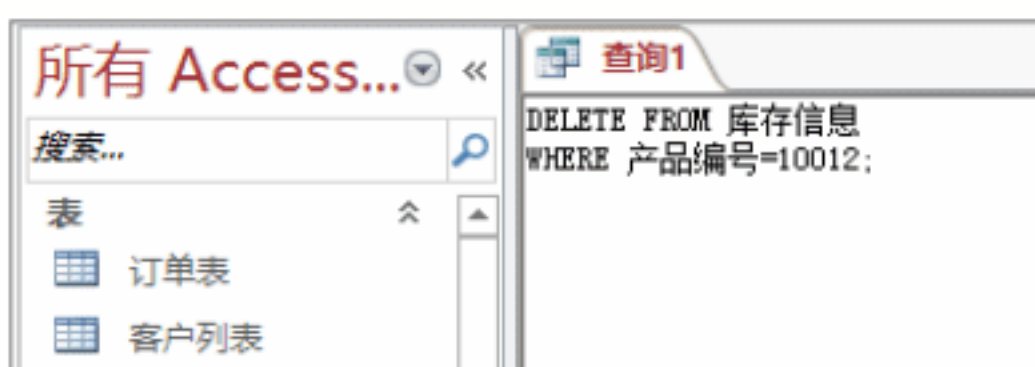 所有 Access... «
查询1
搜索...
DELETE FROM 库存信息
WHERE 产品编号=10012;
表
订单表
客户列表